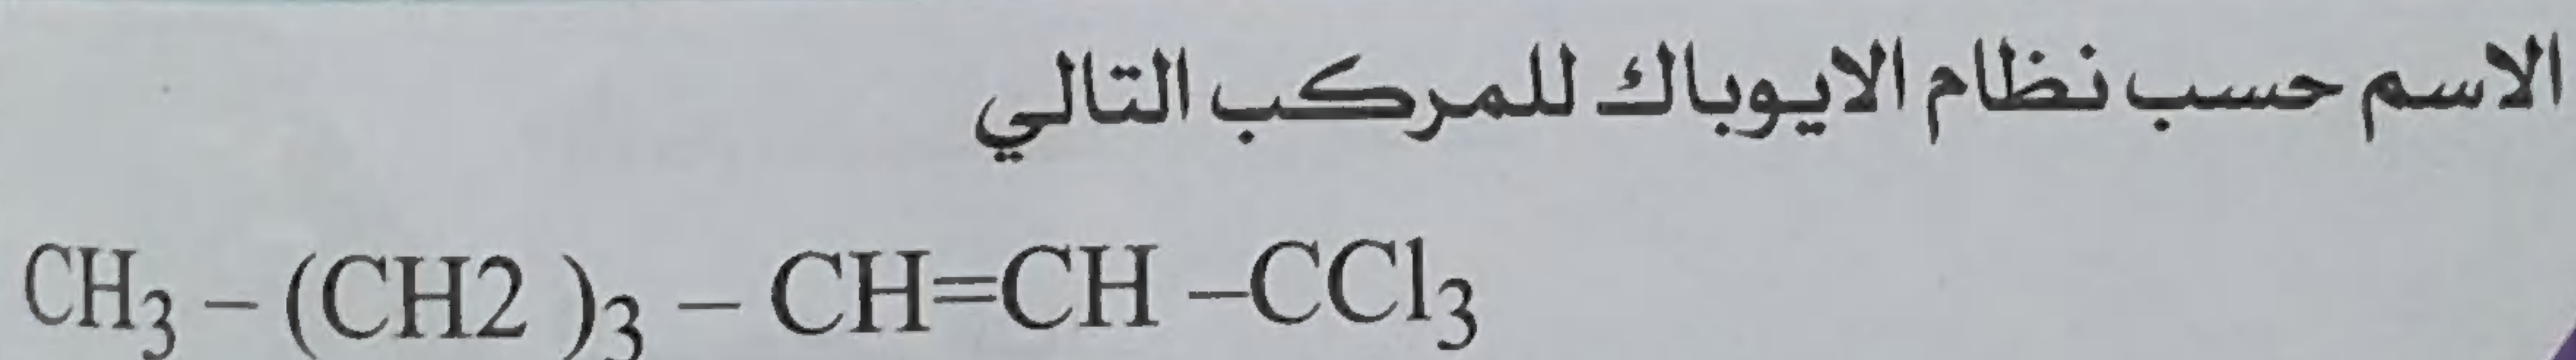 الاسم حسب نظام الايوباك للمركب التالي
CH₃ – (CH2 )₃ – CH=CH –CCl₃